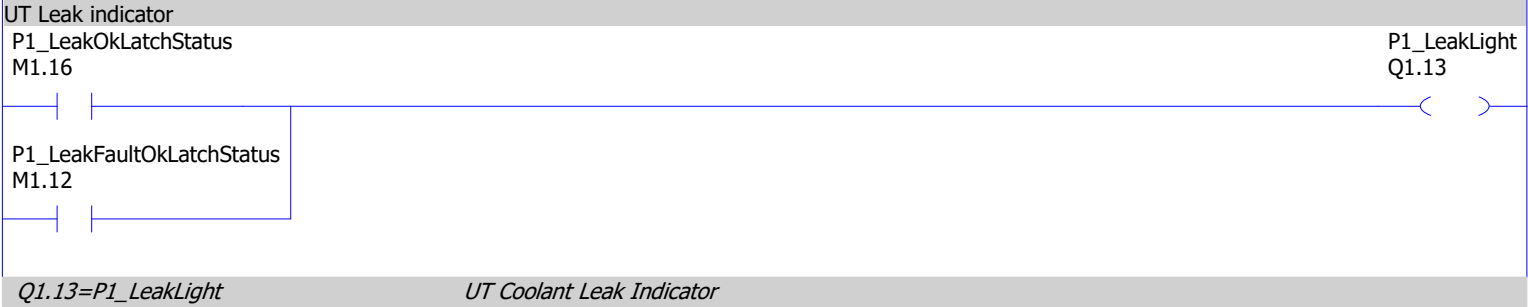 UT Leak indicator
P1_LeakOkLatchStatus P1_LeakLight
M1.16 Q1.13
P1_LeakFaultOkLatchStatus
M1.12
Q1.13=P1_LeakLight UT Coolant Leak Indicator